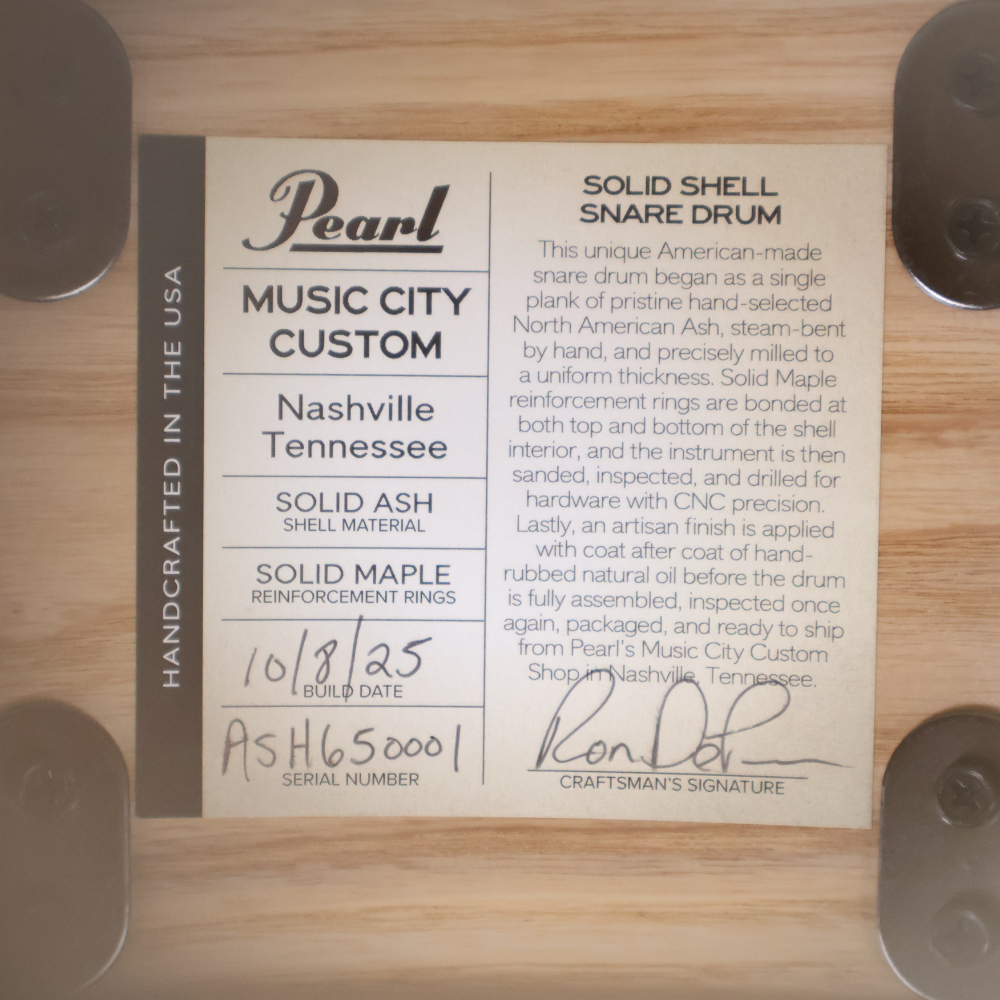 HANDCRAFTED IN THE USA
Pearl
MUSIC CITY
CUSTOM
Nashville
Tennessee
SOLID ASH
SHELL MATERIAL
SOLID MAPLE
REINFORCEMENT RINGS
10/8/25
BUILD DATE
ASH650001
SERIAL NUMBER
SOLID SHELL
SNARE DRUM
This unique American-made
snare drum began as a single
plank of pristine hand-selected
North American Ash, steam-bent
by hand, and precisely milled to
a uniform thickness. Solid Maple
reinforcement rings are bonded at
both top and bottom of the shell
interior, and the instrument is then
sanded, inspected, and drilled for
hardware with CNC precision.
Lastly, an artisan finish is applied
with coat after coat of hand-
rubbed natural oil before the drum
is fully assembled, inspected once
again, packaged, and ready to ship
from Pearl's Music City Custom
Shop in Nashville, Tennessee.
Ron
CRAFTSMAN'S SIGNATURE